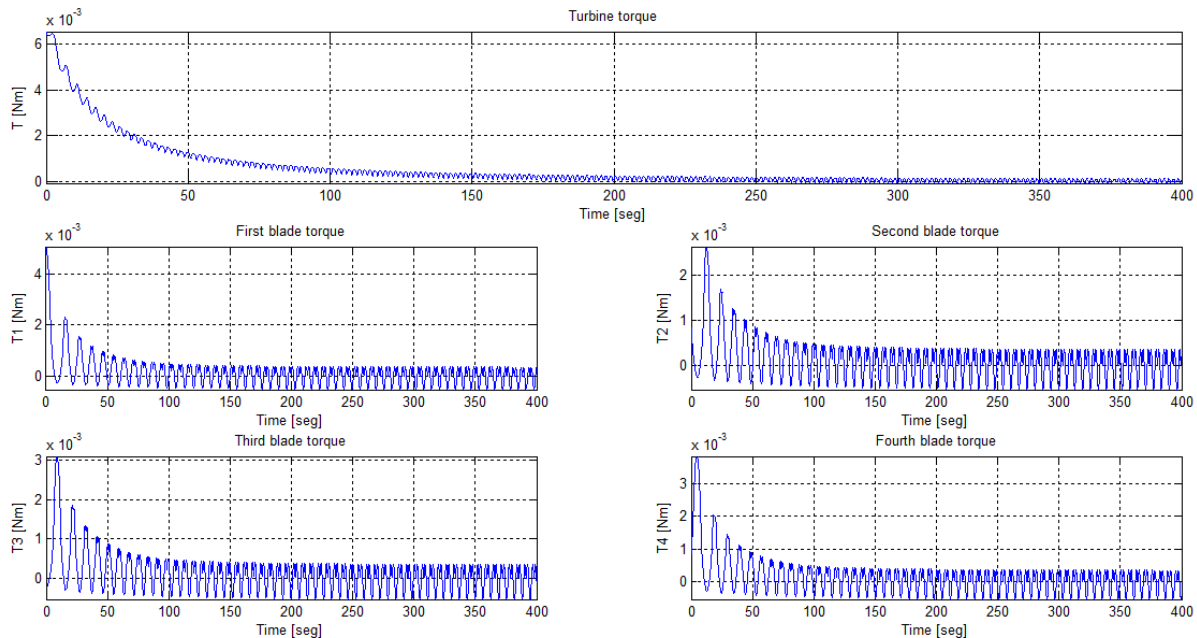 Turbine torque
x 10^-3
6
4
2
0
T [Nm]
0 50 100 150 200 250 300 350 400
Time [seg]
First blade torque
x 10^-3
4
2
0
T1 [Nm]
0 50 100 150 200 250 300 350 400
Time [seg]
Second blade torque
x 10^-3
2
1
0
T2 [Nm]
0 50 100 150 200 250 300 350 400
Time [seg]
Third blade torque
x 10^-3
3
2
1
0
T3 [Nm]
0 50 100 150 200 250 300 350 400
Time [seg]
Fourth blade torque
x 10^-3
3
2
1
0
T4 [Nm]
0 50 100 150 200 250 300 350 400
Time [seg]